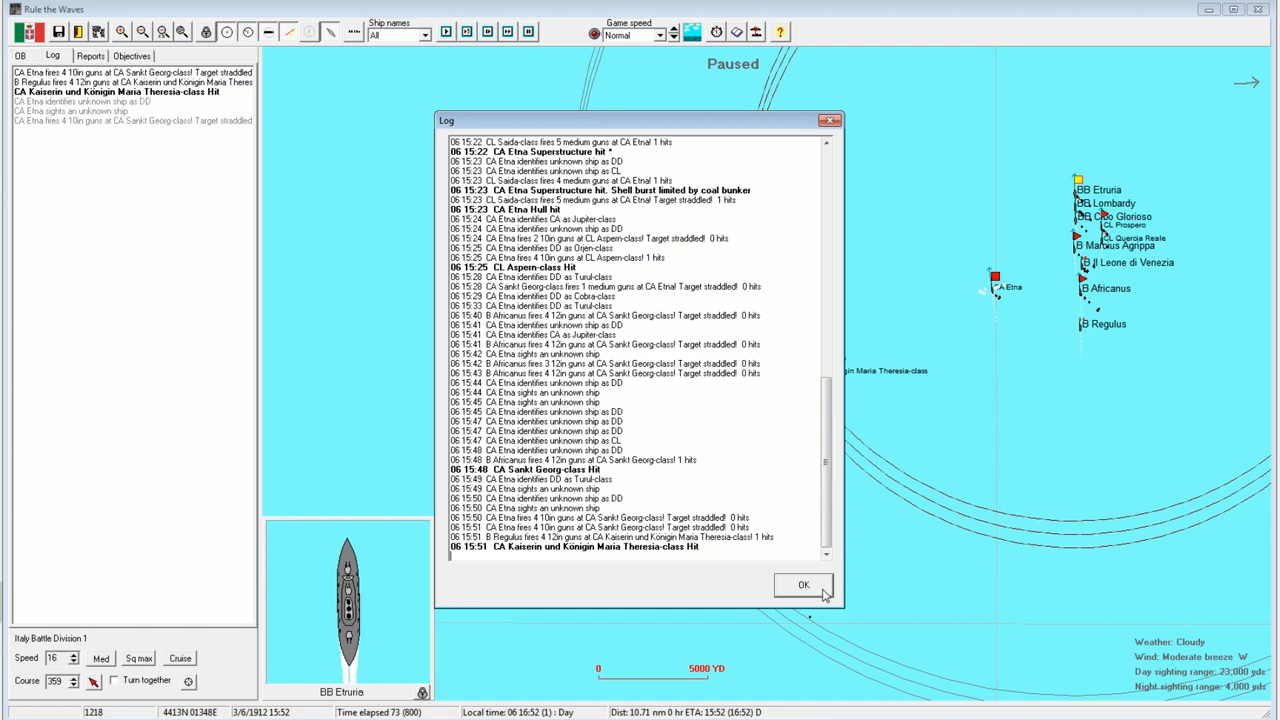 Rule the Waves
Ship names
All
Game speed
Normal
OB Log Reports Objectives
CA Etna fires 4 10in guns at CA Sankt Georg-class! Target straddled
B Regulus fires 4 12in guns at CA Kaiserin und Königin Maria Theres
CA Kaiserin und Königin Maria Theresia-class Hit
CA Etna identifies unknown ship as DD
CA Etna sights an unknown ship
CA Etna fires 4 10in guns at CA Sankt Georg-class! Target straddled
Paused
Log
06 15:22 CL Saida-class fires 5 medium guns at CA Etna! 1 hits
06 15:22 CA Etna Superstructure hit *
06 15:23 CA Etna identifies unknown ship as DD
06 15:23 CA Etna identifies unknown ship as CL
06 15:23 CL Saida-class fires 4 medium guns at CA Etna! 1 hits
06 15:23 CA Etna Superstructure hit. Shell burst limited by coal bunker
06 15:23 CL Saida-class fires 5 medium guns at CA Etna! Target straddled! 1 hits
06 15:23 CA Etna Hull hit
06 15:24 CA Etna identifies CA as Jupiter-class
06 15:24 CA Etna identifies unknown ship as DD
06 15:24 CA Etna fires 2 10in guns at CL Aspern-class! Target straddled! 0 hits
06 15:25 CA Etna identifies DD as Orjen-class
06 15:25 CA Etna fires 4 10in guns at CL Aspern-class! 1 hits
06 15:25 CL Aspern-class Hit
06 15:28 CA Etna identifies DD as Turul-class
06 15:28 CA Sankt Georg-class fires 1 medium guns at CA Etna! Target straddled! 0 hits
06 15:29 CA Etna identifies DD as Cobra-class
06 15:33 CA Etna identifies DD as Turul-class
06 15:40 B Africanus fires 4 12in guns at CA Sankt Georg-class! Target straddled! 0 hits
06 15:41 CA Etna identifies unknown ship as DD
06 15:41 CA Etna identifies CA as Jupiter-class
06 15:41 B Africanus fires 4 12in guns at CA Sankt Georg-class! Target straddled! 0 hits
06 15:42 CA Etna sights an unknown ship
06 15:42 B Africanus fires 3 12in guns at CA Sankt Georg-class! Target straddled! 0 hits
06 15:43 B Africanus fires 4 12in guns at CA Sankt Georg-class! Target straddled! 0 hits
06 15:44 CA Etna identifies unknown ship as DD
06 15:44 CA Etna sights an unknown ship
06 15:45 CA Etna sights an unknown ship
06 15:45 CA Etna identifies unknown ship as DD
06 15:47 CA Etna identifies unknown ship as DD
06 15:47 CA Etna identifies unknown ship as DD
06 15:47 CA Etna identifies unknown ship as CL
06 15:48 CA Etna identifies unknown ship as DD
06 15:48 B Africanus fires 4 12in guns at CA Sankt Georg-class! 1 hits
06 15:48 CA Sankt Georg-class Hit
06 15:49 CA Etna identifies DD as Turul-class
06 15:49 CA Etna sights an unknown ship
06 15:50 CA Etna identifies unknown ship as DD
06 15:50 CA Etna sights an unknown ship
06 15:50 CA Etna fires 4 10in guns at CA Sankt Georg-class! Target straddled! 0 hits
06 15:51 CA Etna fires 4 10in guns at CA Sankt Georg-class! Target straddled! 0 hits
06 15:51 B Regulus fires 4 12in guns at CA Kaiserin und Königin Maria Theresia-class! 1 hits
06 15:51 CA Kaiserin und Königin Maria Theresia-class Hit
OK
BB Etruria
BB Lombardy
BB Ciso Glorioso
CL Prospero
CL Quercia Reale
B Marcus Agrippa
B Il Leone di Venezia
Etna
B Africanus
B Regulus
gin Maria Theresia-class
0 5000 YD
Weather: Cloudy
Wind: Moderate breeze W
Day sighting range: 23,000 yds
Night sighting range: 4,000 yds
Italy Battle Division 1
Speed 16 Med Sq max Cruise
Course 359 Turn together
BB Etruria
1218 4413N 01348E 3/6/1912 15:52 Time elapsed 73 (800) Local time: 06 16:52 (1) : Day Dist: 10.71 nm 0 hr ETA: 15:52 (16:52) D